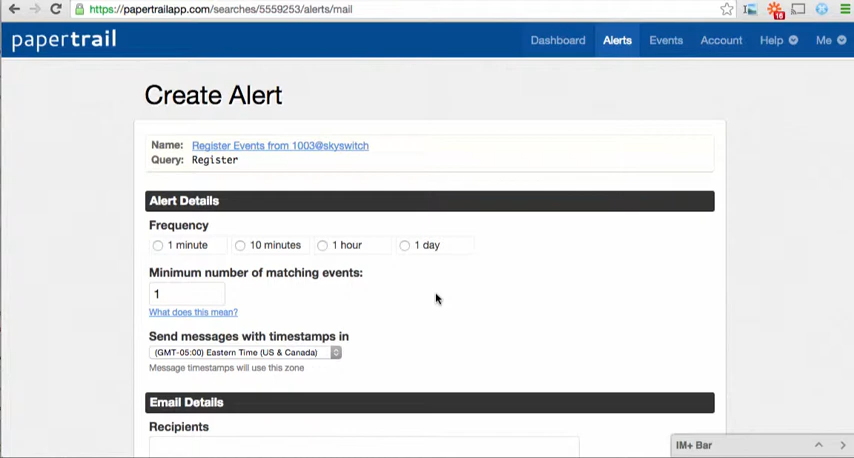 https://papertrailapp.com/searches/5559253/alerts/mail
18
papertrail
Dashboard Alerts Events Account Help Me
Create Alert
Name: Register Events from 1003@skyswitch
Query: Register
Alert Details
Frequency
1 minute 10 minutes 1 hour 1 day
Minimum number of matching events:
1
What does this mean?
Send messages with timestamps in
(GMT-05:00) Eastern Time (US & Canada)
Message timestamps will use this zone
Email Details
Recipients
IM+ Bar